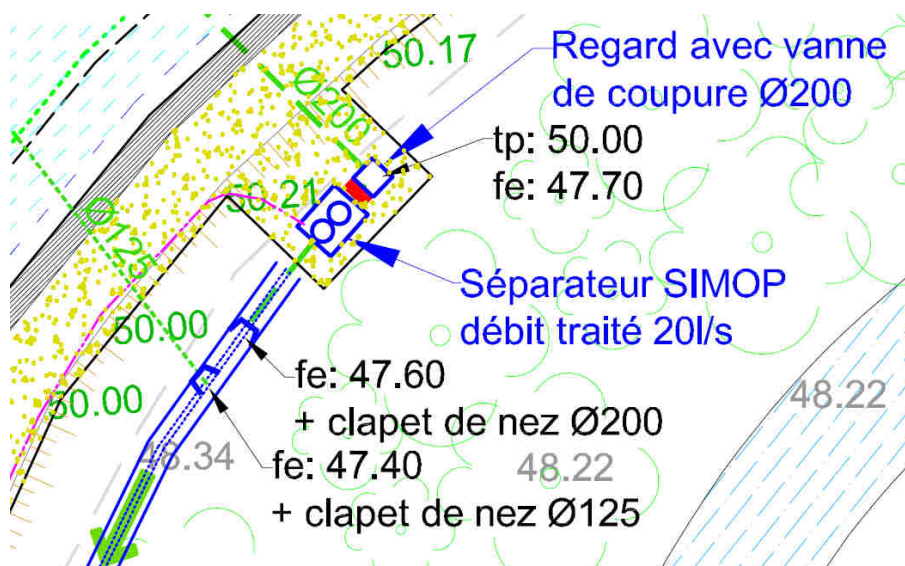 50.17
Regard avec vanne
de coupure Ø200
Ø200
tp: 50.00
fe: 47.70
50.21
Ø125
Séparateur SIMOP
débit traité 20l/s
50.00
fe: 47.60
+ clapet de nez Ø200
50.00
48.22
48.34
fe: 47.40
48.22
+ clapet de nez Ø125